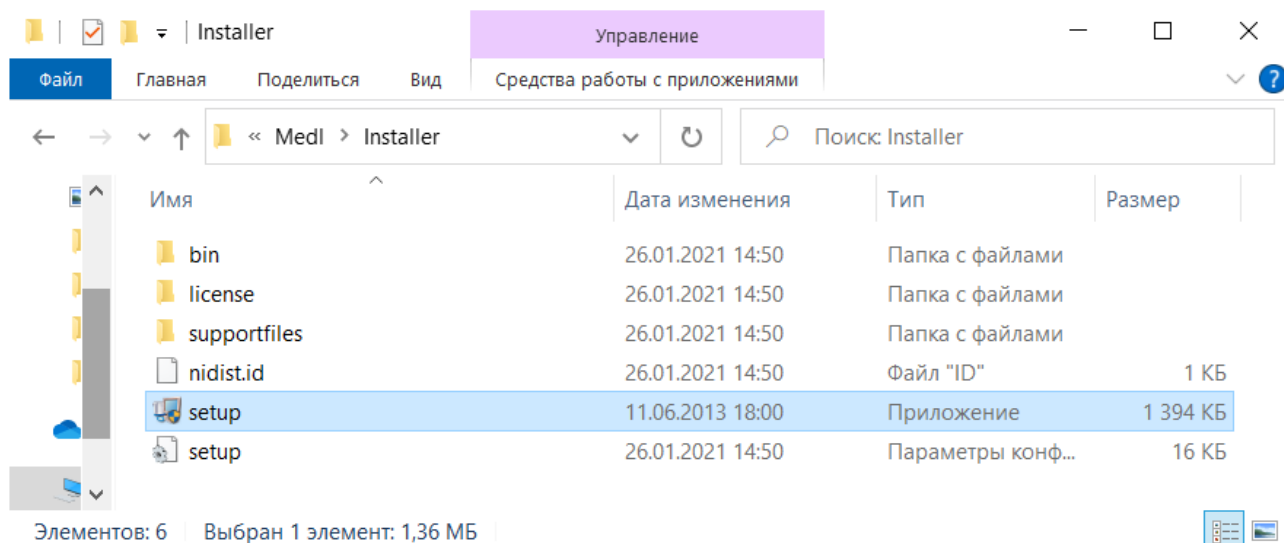 Installer
Управление
Файл Главная Поделиться Вид Средства работы с приложениями ?
« MedI > Installer Поиск: Installer
Имя Дата изменения Тип Размер
bin 26.01.2021 14:50 Папка с файлами
license 26.01.2021 14:50 Папка с файлами
supportfiles 26.01.2021 14:50 Папка с файлами
nidist.id 26.01.2021 14:50 Файл "ID" 1 КБ
setup 11.06.2013 18:00 Приложение 1 394 КБ
setup 26.01.2021 14:50 Параметры конф... 16 КБ
Элементов: 6 Выбран 1 элемент: 1,36 МБ